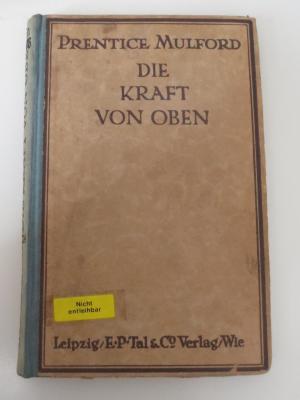 PRENTICE MULFORD
DIE
KRAFT
VON OBEN
Nicht
entleihbar
Leipzig/E·P·Tal & Co Verlag/Wie